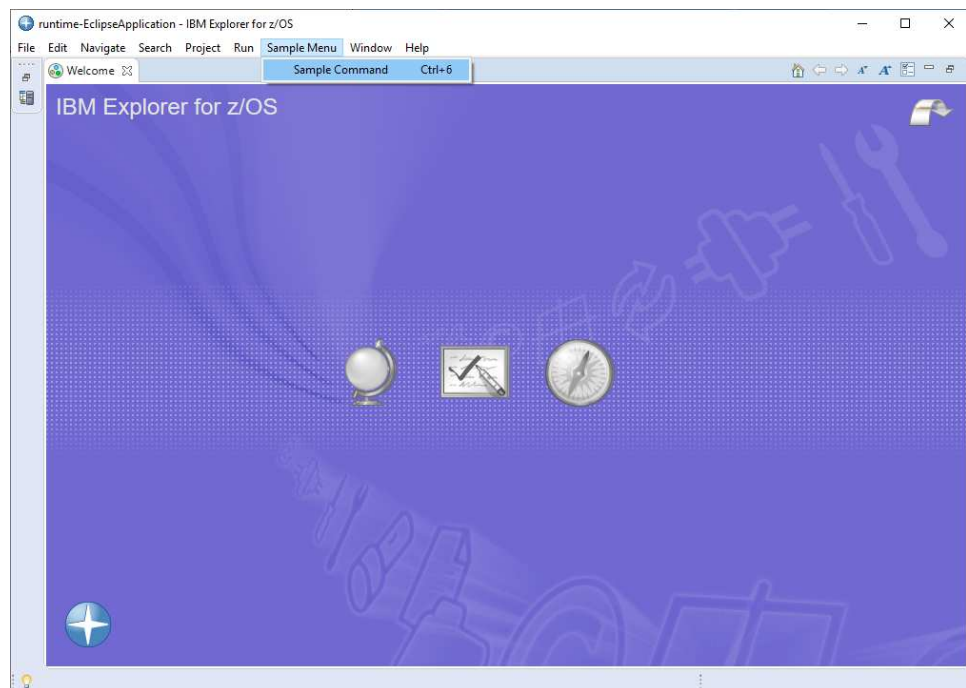 runtime-EclipseApplication - IBM Explorer for z/OS
File Edit Navigate Search Project Run Sample Menu Window Help
Welcome
Sample Command Ctrl+6
IBM Explorer for z/OS